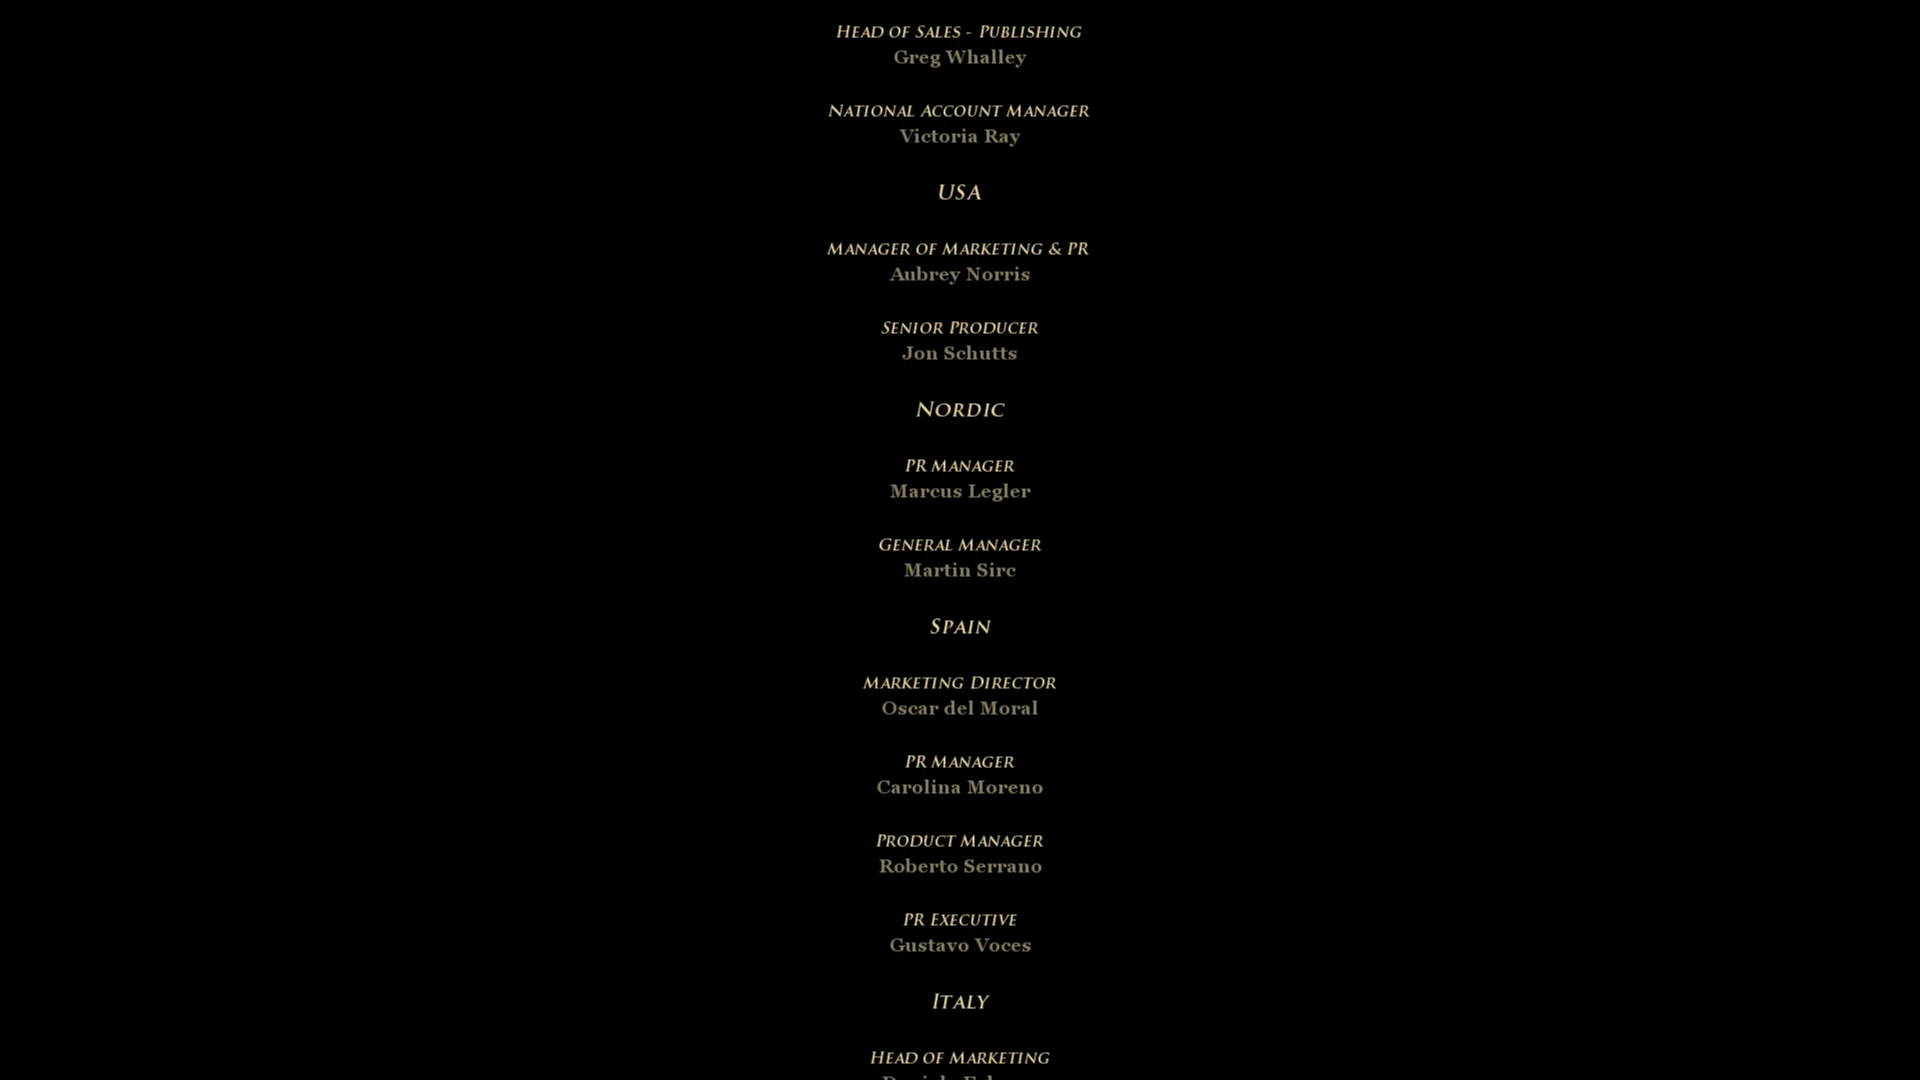 Head of Sales - Publishing
Greg Whalley
National Account Manager
Victoria Ray
USA
Manager of Marketing & PR
Aubrey Norris
Senior Producer
Jon Schutts
Nordic
PR Manager
Marcus Legler
General Manager
Martin Sirc
Spain
Marketing Director
Oscar del Moral
PR Manager
Carolina Moreno
Product Manager
Roberto Serrano
PR Executive
Gustavo Voces
Italy
Head of Marketing